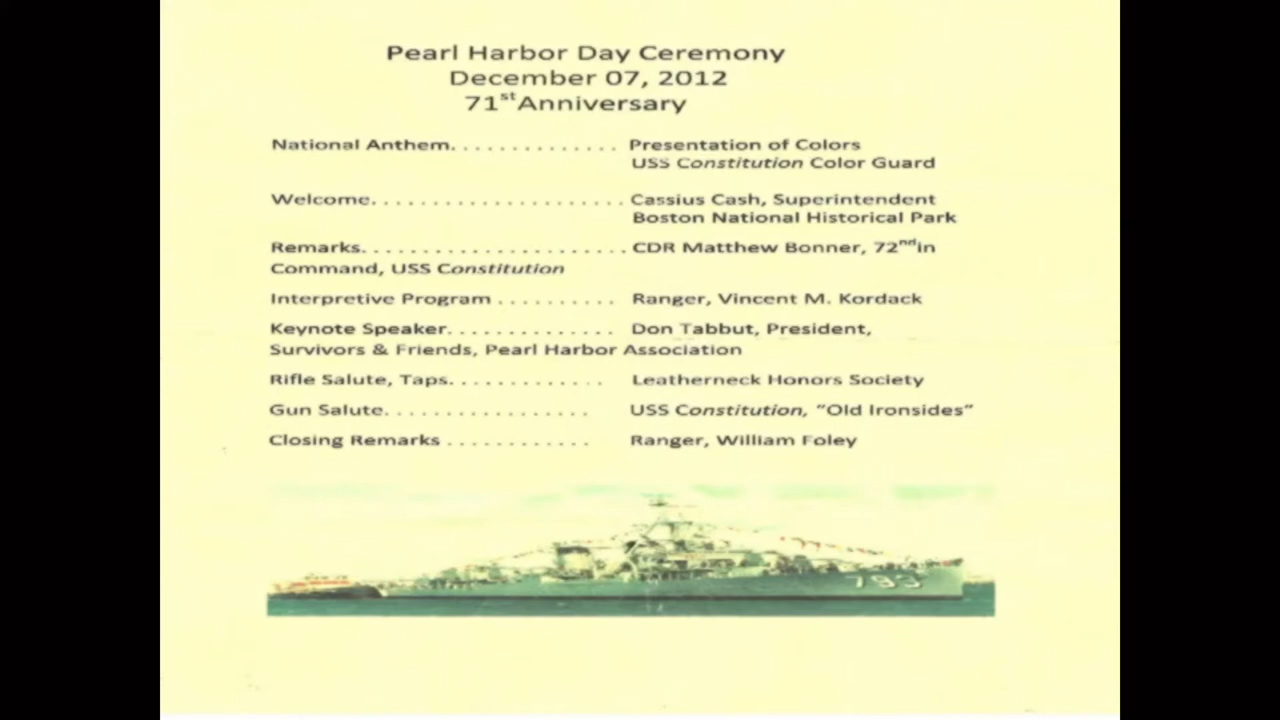 Pearl Harbor Day Ceremony
December 07, 2012
71st Anniversary
National Anthem. . . . . . . . . . . . . . Presentation of Colors
USS Constitution Color Guard
Welcome. . . . . . . . . . . . . . . . . . . . . Cassius Cash, Superintendent
Boston National Historical Park
Remarks. . . . . . . . . . . . . . . . . . . . . . CDR Matthew Bonner, 72nd in
Command, USS Constitution
Interpretive Program . . . . . . . . . . Ranger, Vincent M. Kordack
Keynote Speaker. . . . . . . . . . . . . . Don Tabbut, President,
Survivors & Friends, Pearl Harbor Association
Rifle Salute, Taps. . . . . . . . . . . . . Leatherneck Honors Society
Gun Salute. . . . . . . . . . . . . . . . . USS Constitution, “Old Ironsides”
Closing Remarks . . . . . . . . . . . . Ranger, William Foley
793